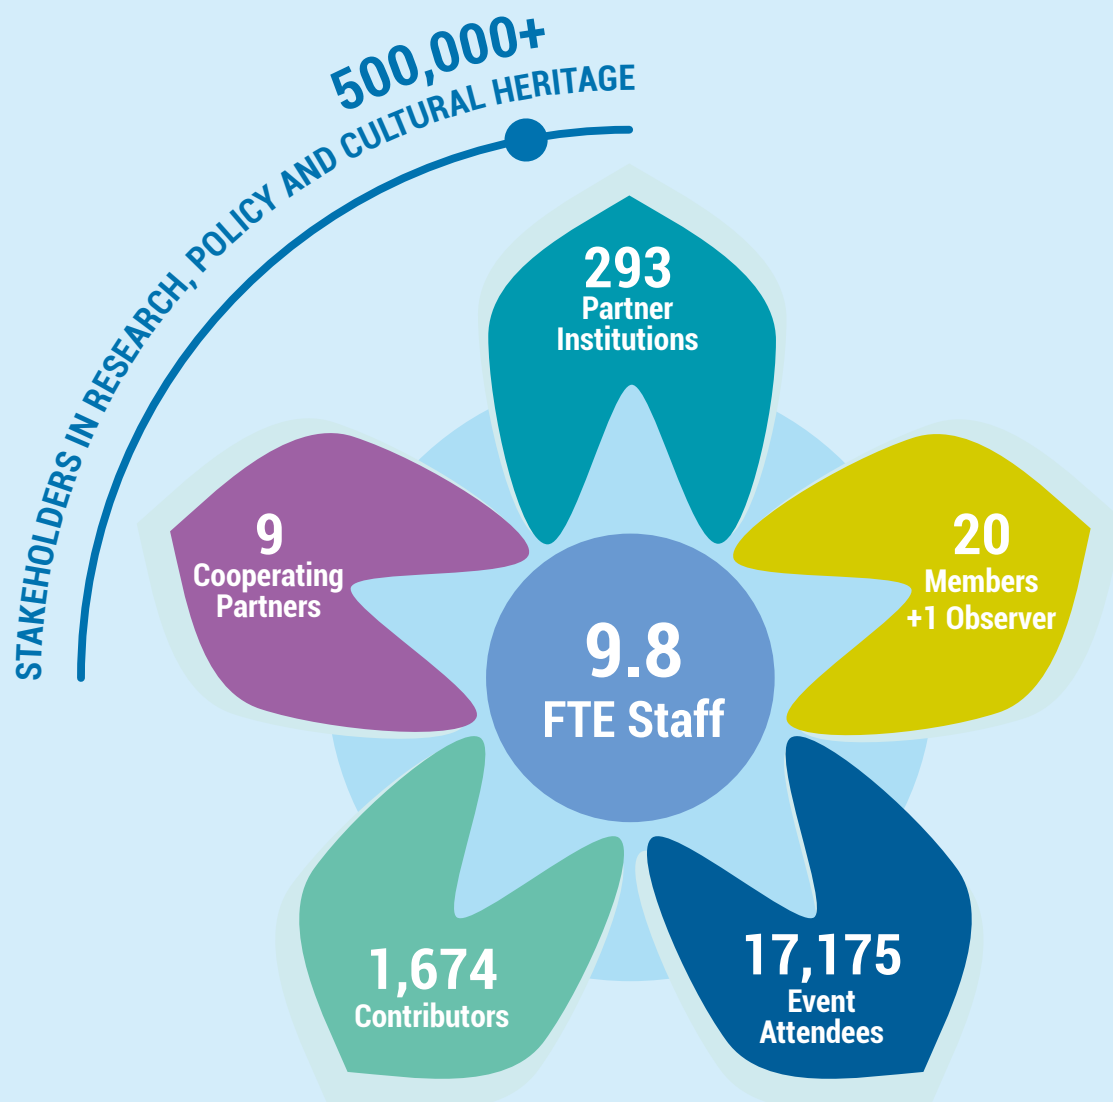 500,000+
STAKEHOLDERS IN RESEARCH, POLICY AND CULTURAL HERITAGE
293
Partner
Institutions
9
Cooperating
Partners
20
Members
+1 Observer
9.8
FTE Staff
1,674
Contributors
17,175
Event
Attendees